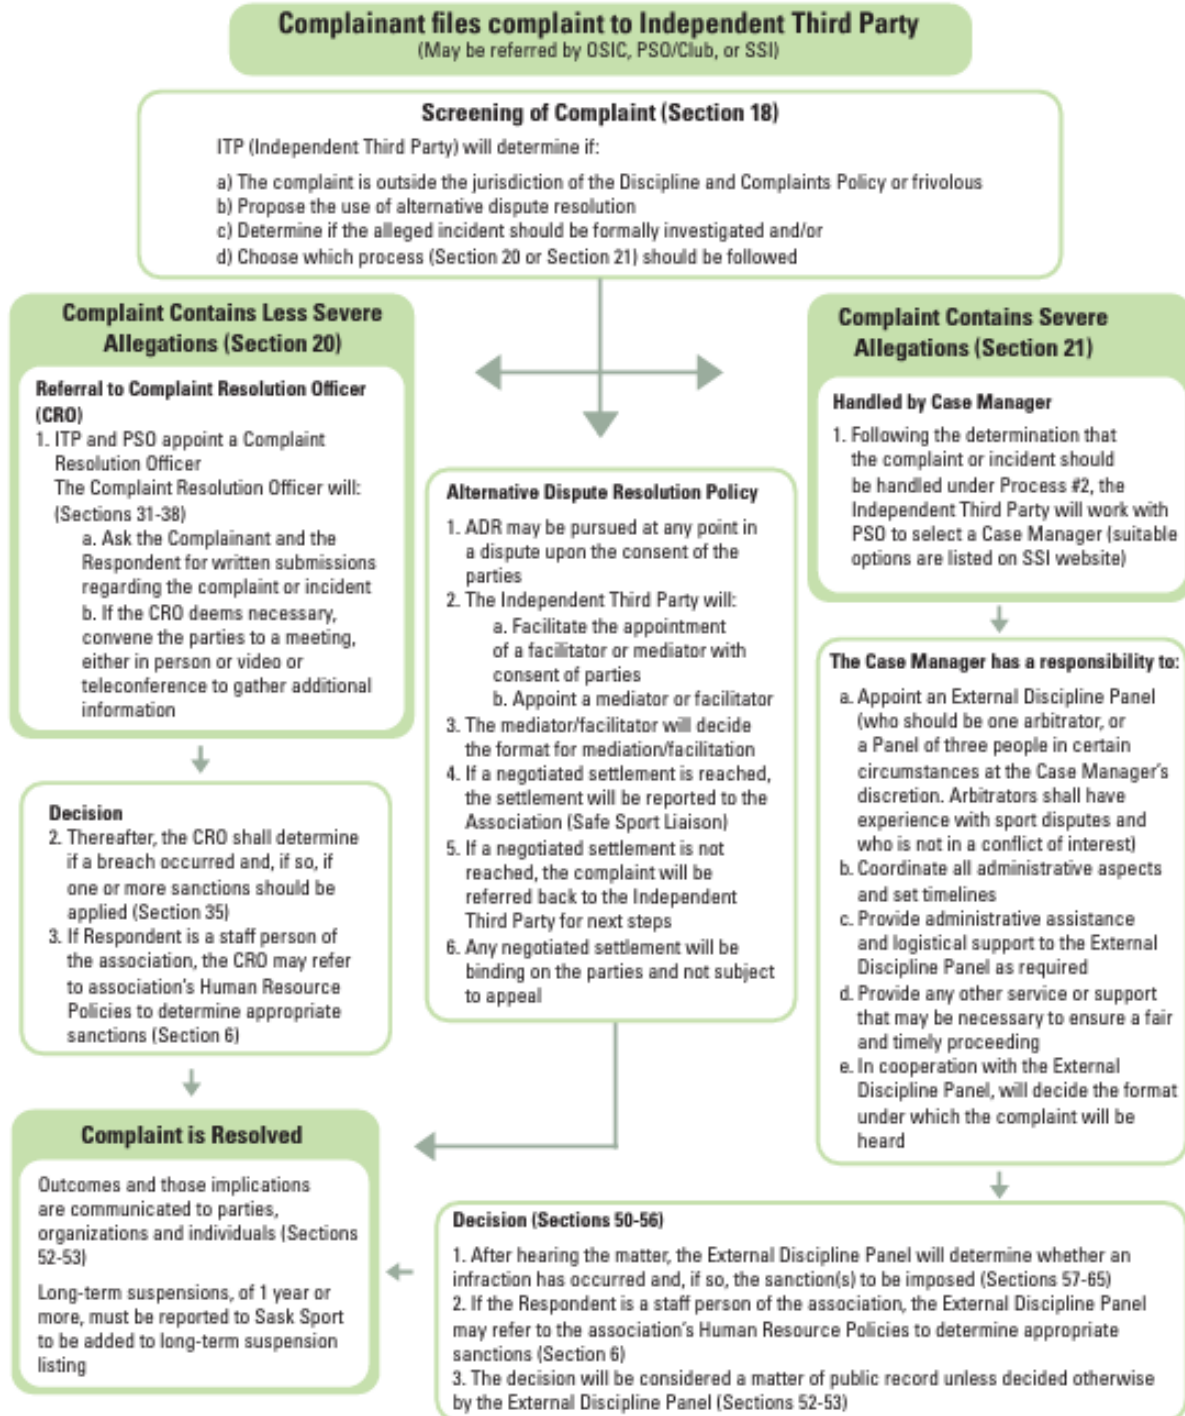 Complainant files complaint to Independent Third Party
(May be referred by OSIC, PSO/Club, or SSI)
Screening of Complaint (Section 18)
ITP (Independent Third Party) will determine if:
a) The complaint is outside the jurisdiction of the Discipline and Complaints Policy or frivolous
b) Propose the use of alternative dispute resolution
c) Determine if the alleged incident should be formally investigated and/or
d) Choose which process (Section 20 or Section 21) should be followed
Complaint Contains Less Severe
Allegations (Section 20)
Referral to Complaint Resolution Officer
(CRO)
1. ITP and PSO appoint a Complaint
Resolution Officer
The Complaint Resolution Officer will:
(Sections 31-38)
a. Ask the Complainant and the
Respondent for written submissions
regarding the complaint or incident
b. If the CRO deems necessary,
convene the parties to a meeting,
either in person or video or
teleconference to gather additional
information
Decision
2. Thereafter, the CRO shall determine
if a breach occurred and, if so, if
one or more sanctions should be
applied (Section 35)
3. If Respondent is a staff person of
the association, the CRO may refer
to association's Human Resource
Policies to determine appropriate
sanctions (Section 6)
Alternative Dispute Resolution Policy
1. ADR may be pursued at any point in
a dispute upon the consent of the
parties
2. The Independent Third Party will:
a. Facilitate the appointment
of a facilitator or mediator with
consent of parties
b. Appoint a mediator or facilitator
3. The mediator/facilitator will decide
the format for mediation/facilitation
4. If a negotiated settlement is reached,
the settlement will be reported to the
Association (Safe Sport Liaison)
5. If a negotiated settlement is not
reached, the complaint will be
referred back to the Independent
Third Party for next steps
6. Any negotiated settlement will be
binding on the parties and not subject
to appeal
Complaint Contains Severe
Allegations (Section 21)
Handled by Case Manager
1. Following the determination that
the complaint or incident should
be handled under Process #2, the
Independent Third Party will work with
PSO to select a Case Manager (suitable
options are listed on SSI website)
The Case Manager has a responsibility to:
a. Appoint an External Discipline Panel
(who should be one arbitrator, or
a Panel of three people in certain
circumstances at the Case Manager's
discretion. Arbitrators shall have
experience with sport disputes and
who is not in a conflict of interest)
b. Coordinate all administrative aspects
and set timelines
c. Provide administrative assistance
and logistical support to the External
Discipline Panel as required
d. Provide any other service or support
that may be necessary to ensure a fair
and timely proceeding
e. In cooperation with the External
Discipline Panel, will decide the format
under which the complaint will be
heard
Decision (Sections 50-56)
1. After hearing the matter, the External Discipline Panel will determine whether an
infraction has occurred and, if so, the sanction(s) to be imposed (Sections 57-65)
2. If the Respondent is a staff person of the association, the External Discipline Panel
may refer to the association's Human Resource Policies to determine appropriate
sanctions (Section 6)
3. The decision will be considered a matter of public record unless decided otherwise
by the External Discipline Panel (Sections 52-53)
Complaint is Resolved
Outcomes and those implications
are communicated to parties,
organizations and individuals (Sections
52-53)
Long-term suspensions, of 1 year or
more, must be reported to Sask Sport
to be added to long-term suspension
listing